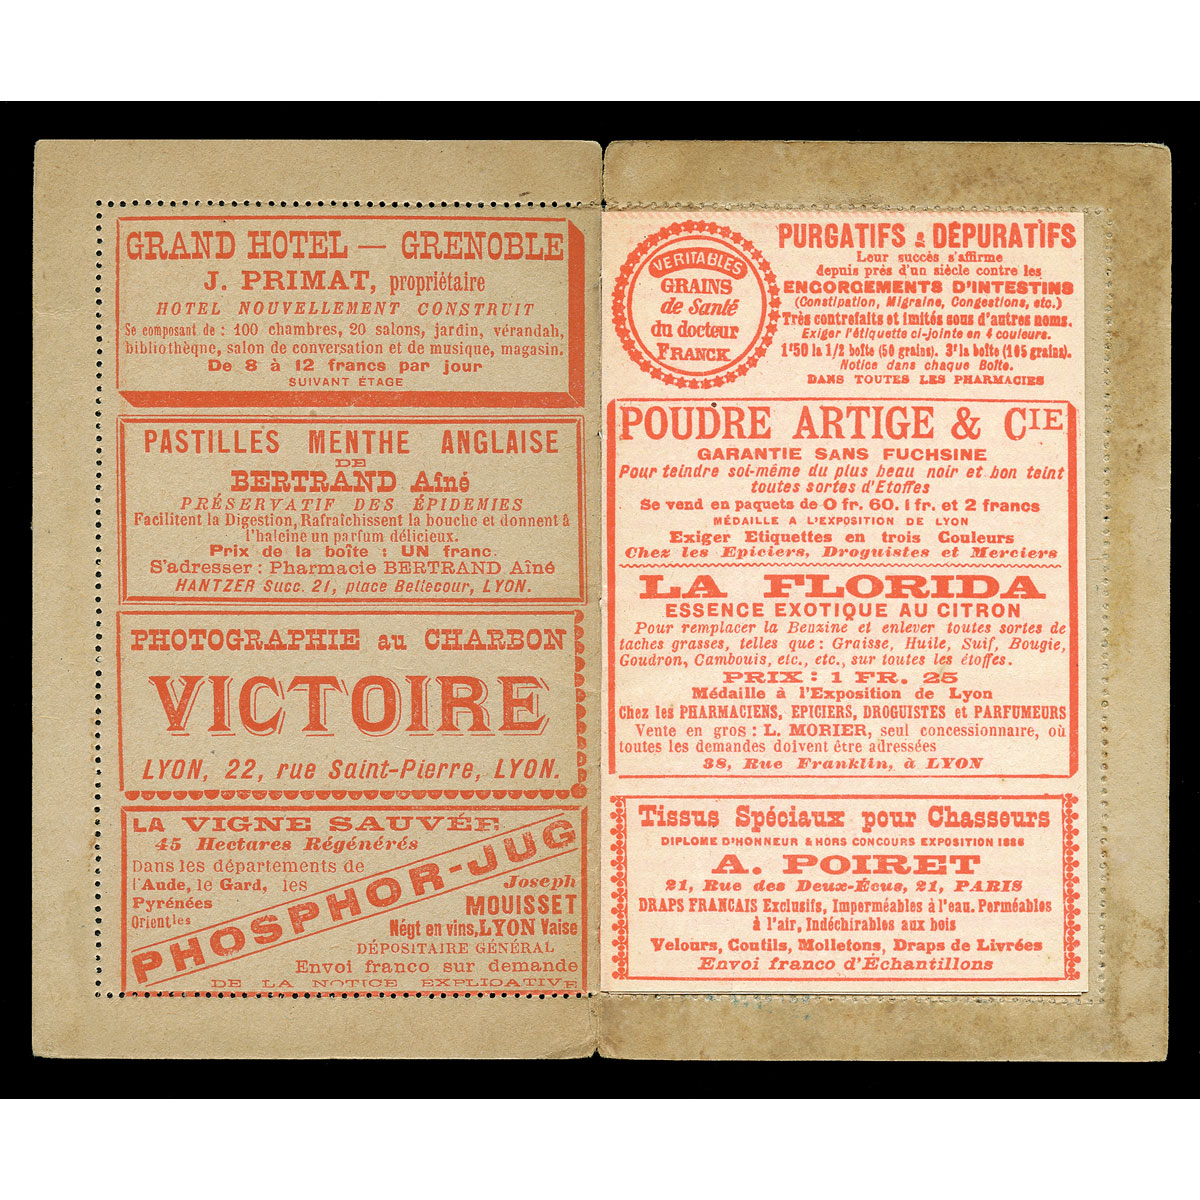 GRAND HOTEL — GRENOBLE
J. PRIMAT, propriétaire
HOTEL NOUVELLEMENT CONSTRUIT
Se composant de : 100 chambres, 20 salons, jardin, vérandah,
bibliothèque, salon de conversation et de musique, magasin.
De 8 à 12 francs par jour
SUIVANT ÉTAGE
PASTILLES MENTHE ANGLAISE
DE
BERTRAND Aîné
PRÉSERVATIF DES ÉPIDEMIES
Facilitent la Digestion, Rafraîchissent la bouche et donnent à
l'haleine un parfum délicieux.
Prix de la boîte : UN franc.
S'adresser : Pharmacie BERTRAND Aîné
HANTZER Succ. 21, place Bellecour, LYON.
PHOTOGRAPHIE au CHARBON
VICTOIRE
LYON, 22, rue Saint-Pierre, LYON.
LA VIGNE SAUVÉE
45 Hectares Régénérés
Dans les départements de
l'Aude, le Gard, les
Pyrénées
Orientles
PHOSPHOR-JUG
Joseph
MOUISSET
Négt en vins, LYON Vaise
DÉPOSITAIRE GÉNÉRAL
Envoi franco sur demande
DE LA NOTICE EXPLICATIVE
VERITABLES
GRAINS
de Santé
du docteur
FRANCK
PURGATIFS & DÉPURATIFS
Leur succès s'affirme
depuis près d'un siècle contre les
ENGORGEMENTS D'INTESTINS
(Constipation, Migraine, Congestions, etc.)
Très contrefaits et imités sous d'autres noms.
Exiger l'étiquette ci-jointe en 4 couleurs.
1f50 la 1/2 boîte (50 grains). 3f la boîte (105 grains).
Notice dans chaque Boîte.
DANS TOUTES LES PHARMACIES
POUDRE ARTIGE & CIE
GARANTIE SANS FUCHSINE
Pour teindre soi-même du plus beau noir et bon teint
toutes sortes d'Etoffes
Se vend en paquets de 0 fr. 60. 1 fr. et 2 francs
MÉDAILLE A L'EXPOSITION DE LYON
Exiger Etiquettes en trois Couleurs
Chez les Epiciers, Droguistes et Merciers
LA FLORIDA
ESSENCE EXOTIQUE AU CITRON
Pour remplacer la Benzine et enlever toutes sortes de
taches grasses, telles que : Graisse, Huile, Suif, Bougie,
Goudron, Cambouis, etc., etc., sur toutes les étoffes.
PRIX : 1 FR. 25
Médaille à l'Exposition de Lyon
Chez les PHARMACIENS, EPICIERS, DROGUISTES et PARFUMEURS
Vente en gros : L. MORIER, seul concessionnaire, où
toutes les demandes doivent être adressées
38, Rue Franklin, à LYON
Tissus Spéciaux pour Chasseurs
DIPLOME D'HONNEUR & HORS CONCOURS EXPOSITION 1886
A. POIRET
21, Rue des Deux-Écus, 21, PARIS
DRAPS FRANCAIS Exclusifs, Imperméables à l'eau. Perméables
à l'air, Indéchirables aux bois
Velours, Coutils, Molletons, Draps de Livrées
Envoi franco d'Échantillons